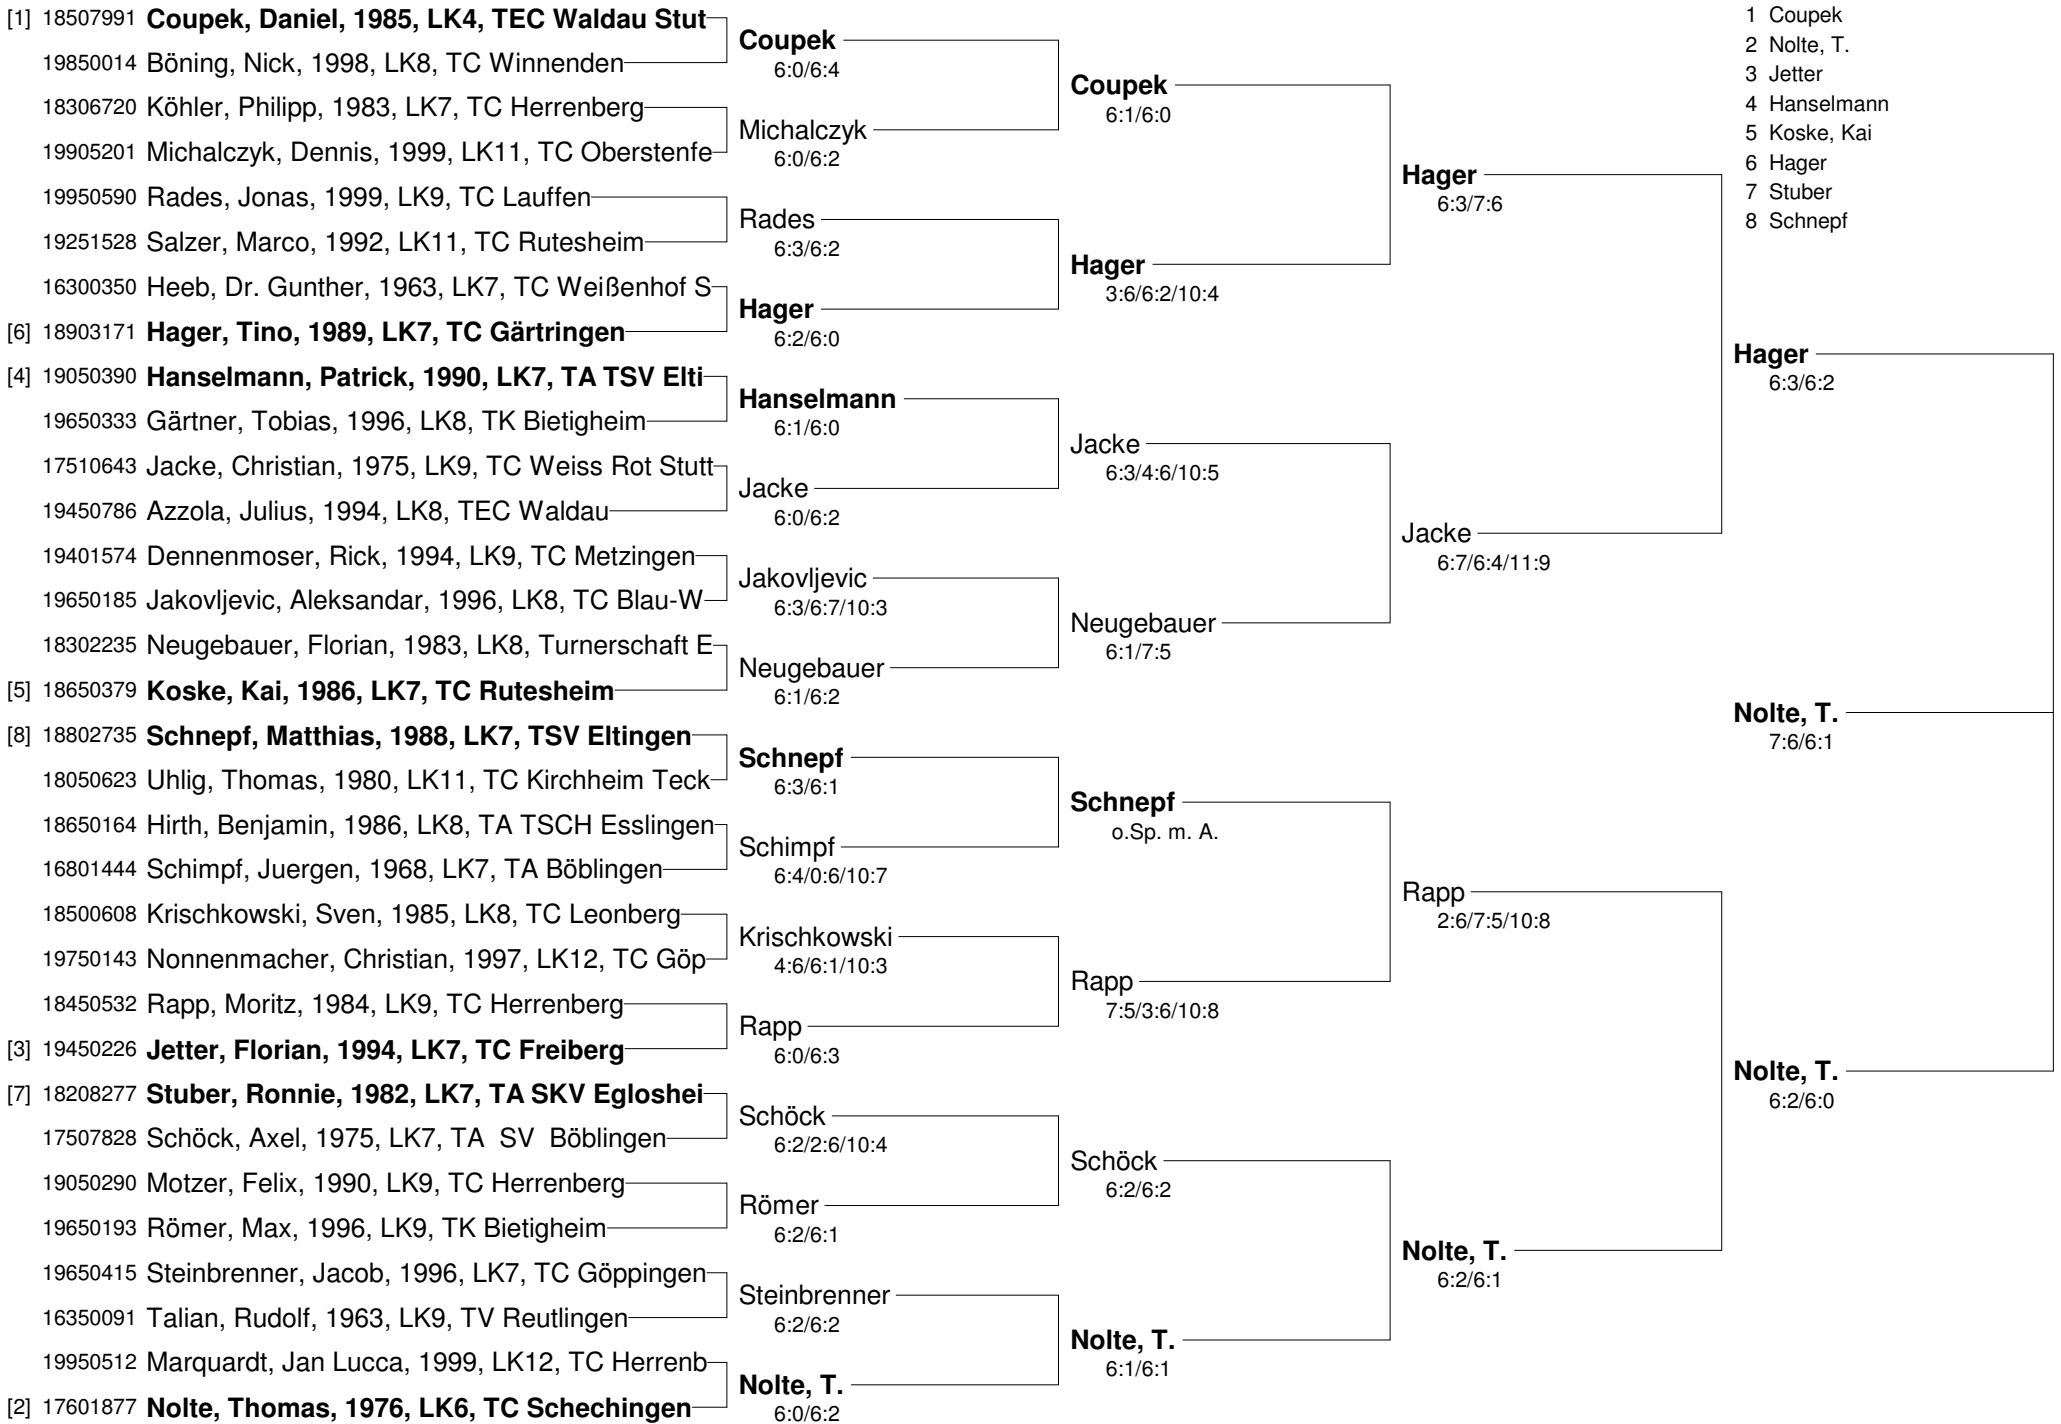 [1] 18507991 Coupek, Daniel, 1985, LK4, TEC Waldau Stut
19850014 Böning, Nick, 1998, LK8, TC Winnenden
18306720 Köhler, Philipp, 1983, LK7, TC Herrenberg
19905201 Michalczyk, Dennis, 1999, LK11, TC Oberstenfe
19950590 Rades, Jonas, 1999, LK9, TC Lauffen
19251528 Salzer, Marco, 1992, LK11, TC Rutesheim
16300350 Heeb, Dr. Gunther, 1963, LK7, TC Weißenhof S
[6] 18903171 Hager, Tino, 1989, LK7, TC Gärtringen
[4] 19050390 Hanselmann, Patrick, 1990, LK7, TA TSV Elti
19650333 Gärtner, Tobias, 1996, LK8, TK Bietigheim
17510643 Jacke, Christian, 1975, LK9, TC Weiss Rot Stutt
19450786 Azzola, Julius, 1994, LK8, TEC Waldau
19401574 Dennenmoser, Rick, 1994, LK9, TC Metzingen
19650185 Jakovljevic, Aleksandar, 1996, LK8, TC Blau-W
18302235 Neugebauer, Florian, 1983, LK8, Turnerschaft E
[5] 18650379 Koske, Kai, 1986, LK7, TC Rutesheim
[8] 18802735 Schnepf, Matthias, 1988, LK7, TSV Eltingen
18050623 Uhlig, Thomas, 1980, LK11, TC Kirchheim Teck
18650164 Hirth, Benjamin, 1986, LK8, TA TSCH Esslingen
16801444 Schimpf, Juergen, 1968, LK7, TA Böblingen
18500608 Krischkowski, Sven, 1985, LK8, TC Leonberg
19750143 Nonnenmacher, Christian, 1997, LK12, TC Göp
18450532 Rapp, Moritz, 1984, LK9, TC Herrenberg
[3] 19450226 Jetter, Florian, 1994, LK7, TC Freiberg
[7] 18208277 Stuber, Ronnie, 1982, LK7, TA SKV Egloshei
17507828 Schöck, Axel, 1975, LK7, TA SV Böblingen
19050290 Motzer, Felix, 1990, LK9, TC Herrenberg
19650193 Römer, Max, 1996, LK9, TK Bietigheim
19650415 Steinbrenner, Jacob, 1996, LK7, TC Göppingen
16350091 Talian, Rudolf, 1963, LK9, TV Reutlingen
19950512 Marquardt, Jan Lucca, 1999, LK12, TC Herrenb
[2] 17601877 Nolte, Thomas, 1976, LK6, TC Schechingen
Coupek
6:0/6:4
Michalczyk
6:0/6:2
Rades
6:3/6:2
Hager
6:2/6:0
Hanselmann
6:1/6:0
Jacke
6:0/6:2
Jakovljevic
6:3/6:7/10:3
Neugebauer
6:1/6:2
Schnepf
6:3/6:1
Schimpf
6:4/0:6/10:7
Krischkowski
4:6/6:1/10:3
Rapp
6:0/6:3
Schöck
6:2/2:6/10:4
Römer
6:2/6:1
Steinbrenner
6:2/6:2
Nolte, T.
6:0/6:2
Coupek
6:1/6:0
Hager
3:6/6:2/10:4
Jacke
6:3/4:6/10:5
Neugebauer
6:1/7:5
Schnepf
o.Sp. m. A.
Rapp
7:5/3:6/10:8
Schöck
6:2/6:2
Nolte, T.
6:1/6:1
Hager
6:3/7:6
Jacke
6:7/6:4/11:9
Rapp
2:6/7:5/10:8
Nolte, T.
6:2/6:1
1 Coupek
2 Nolte, T.
3 Jetter
4 Hanselmann
5 Koske, Kai
6 Hager
7 Stuber
8 Schnepf
Hager
6:3/6:2
Nolte, T.
7:6/6:1
Nolte, T.
6:2/6:0